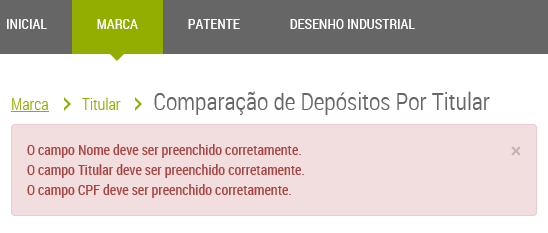 INICIAL MARCA PATENTE DESENHO INDUSTRIAL
Marca > Titular > Comparação de Depósitos Por Titular
O campo Nome deve ser preenchido corretamente. ×
O campo Titular deve ser preenchido corretamente.
O campo CPF deve ser preenchido corretamente.